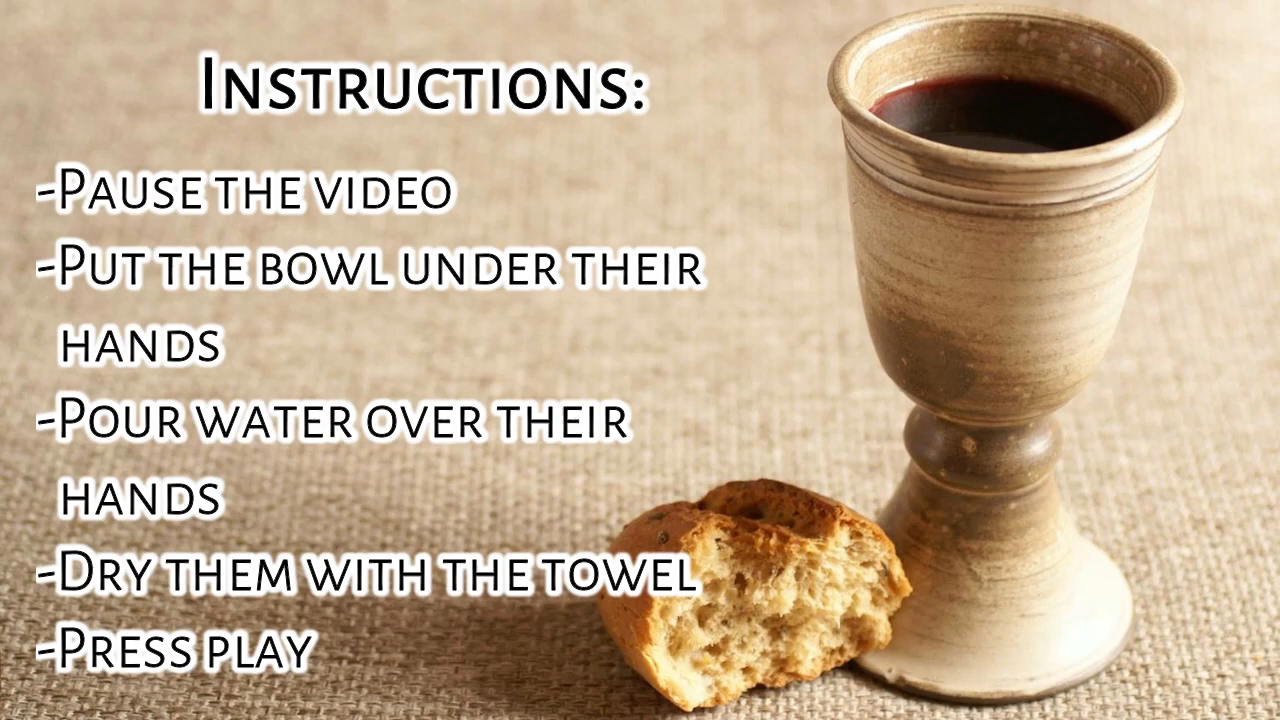 Instructions:
-Pause the video
-Put the bowl under their
hands
-Pour water over their
hands
-Dry them with the towel
-Press play